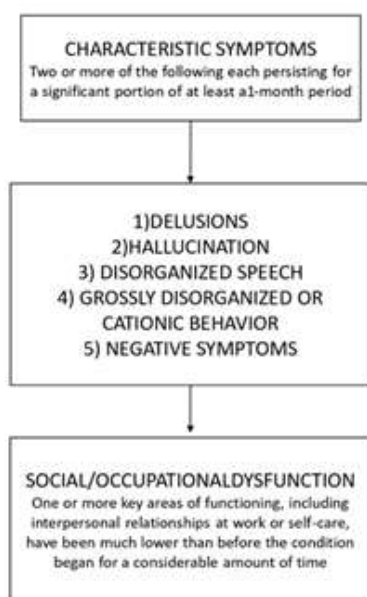 CHARACTERISTIC SYMPTOMS
Two or more of the following each persisting for
a significant portion of at least a1-month period
1)DELUSIONS
2)HALLUCINATION
3) DISORGANIZED SPEECH
4) GROSSLY DISORGANIZED OR
CATIONIC BEHAVIOR
5) NEGATIVE SYMPTOMS
SOCIAL/OCCUPATIONALDYSFUNCTION
One or more key areas of functioning, including
interpersonal relationships at work or self-care,
have been much lower than before the condition
began for a considerable amount of time